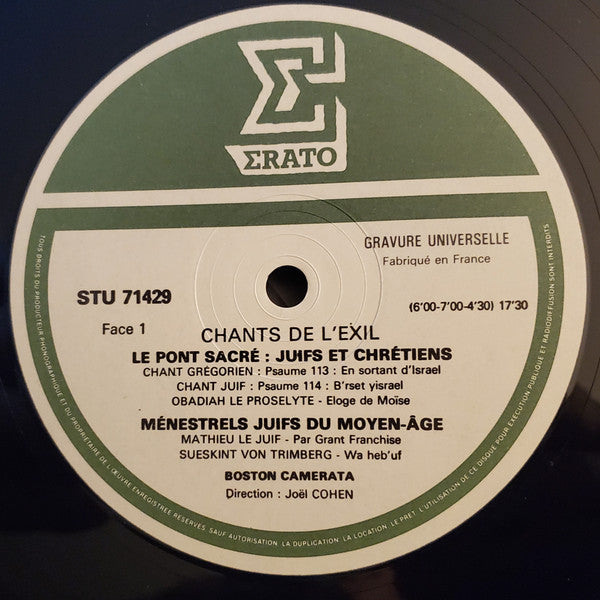 ΣRATO
GRAVURE UNIVERSELLE
Fabriqué en France
STU 71429
(6'00-7'00-4'30) 17'30
Face 1
CHANTS DE L'EXIL
LE PONT SACRÉ : JUIFS ET CHRÉTIENS
CHANT GRÉGORIEN : Psaume 113 : En sortant d'Israel
CHANT JUIF : Psaume 114 : B'rset yisrael
OBADIAH LE PROSELYTE - Eloge de Moïse
MÉNESTRELS JUIFS DU MOYEN-ÂGE
MATHIEU LE JUIF - Par Grant Franchise
SUESKINT VON TRIMBERG - Wa heb'uf
BOSTON CAMERATA
Direction : Joël COHEN
TOUS DROITS DU PRODUCTEUR PHONOGRAPHIQUE ET DU PROPRIETAIRE DE L'ŒUVRE ENREGISTREE RESERVES. SAUF AUTORISATION. LA DUPLICATION. LA LOCATION. LE PRET. L'UTILISATION DE CE DISQUE POUR EXECUTION PUBLIQUE ET RADIODIFFUSION SONT INTERDITS